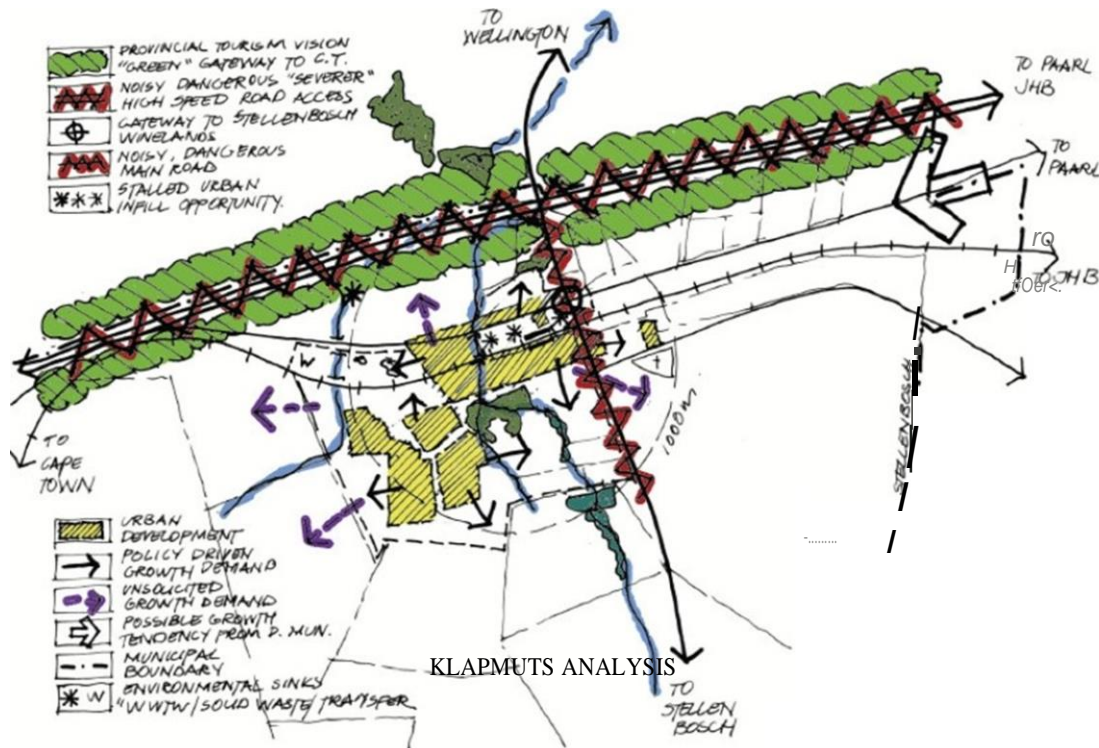 TO
WELLINGTON
PROVINCIAL TOURISM VISION
"GREEN" GATEWAY TO C.T.
NOISY DANGEROUS "SEVERER"
HIGH SPEED ROAD ACCESS
GATEWAY TO STELLENBOSCH
WINELANDS
NOISY, DANGEROUS
MAIN ROAD
STALLED URBAN
INFILL OPPORTUNITY.
TO PAARL
JHB
TO
PAARL
TO JHB
W
1000M
STELLENBOSCH
TO
CAPE
TOWN
URBAN
DEVELOPMENT
POLICY DRIVEN
GROWTH DEMAND
UNSOLICITED
GROWTH DEMAND
POSSIBLE GROWTH
TENDENCY FROM D. MUN.
MUNICIPAL
BOUNDARY
W
ENVIRONMENTAL SINKS
"WWTW/SOLID WASTE/TRANSFER
KLAPMUTS ANALYSIS
TO
STELLEN
BOSCH